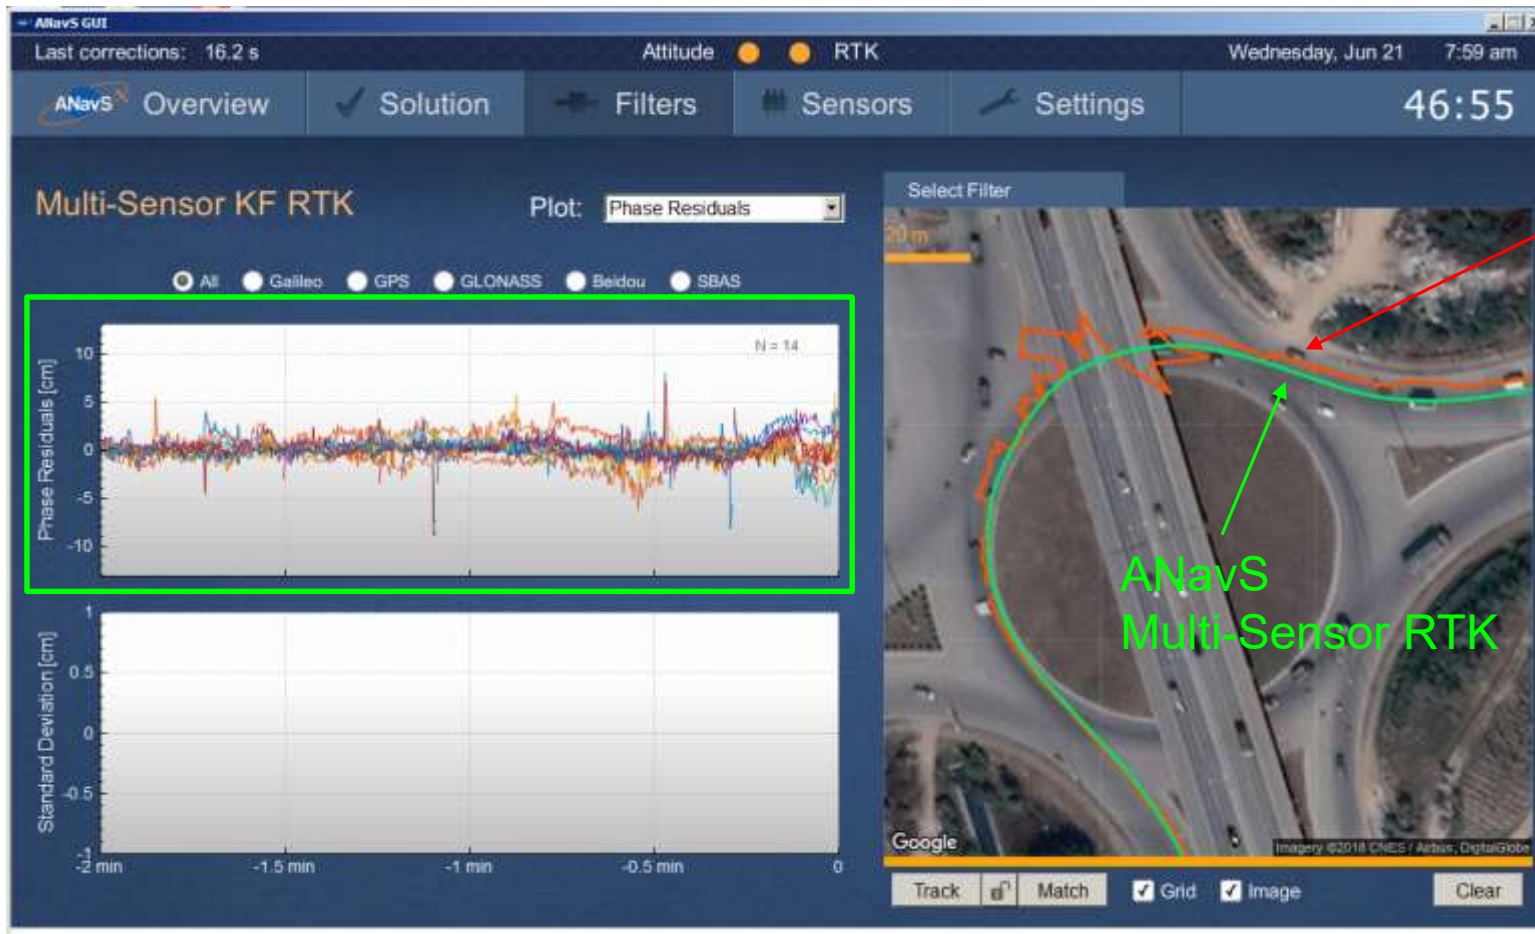 ANavS GUI
Last corrections: 16.2 s
Attitude
RTK
Wednesday, Jun 21
7:59 am
ANavS
Overview
Solution
Filters
Sensors
Settings
46:55
Multi-Sensor KF RTK
Plot:
Phase Residuals
Select Filter
All
Galileo
GPS
GLONASS
Beidou
SBAS
20 m
N = 14
Phase Residuals [cm]
10
5
0
-5
-10
ANavS
Multi-Sensor RTK
Standard Deviation [cm]
1
0.5
0
-0.5
-1
-2 min
-1.5 min
-1 min
-0.5 min
0
Google
Imagery ©2018 CNES / Airbus, DigitalGlobe
Track
Match
Grid
Image
Clear